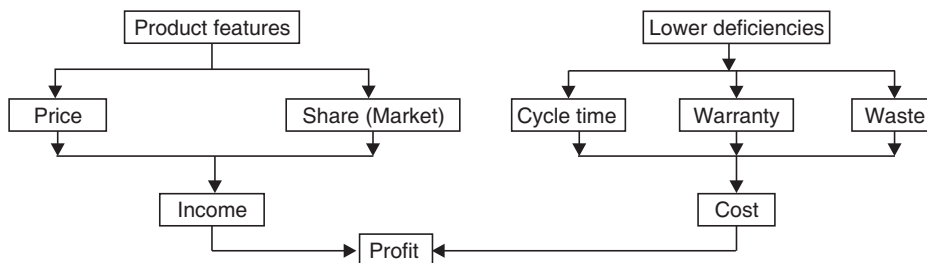 Product features
Lower deficiencies
Price
Share (Market)
Cycle time
Warranty
Waste
Income
Cost
Profit